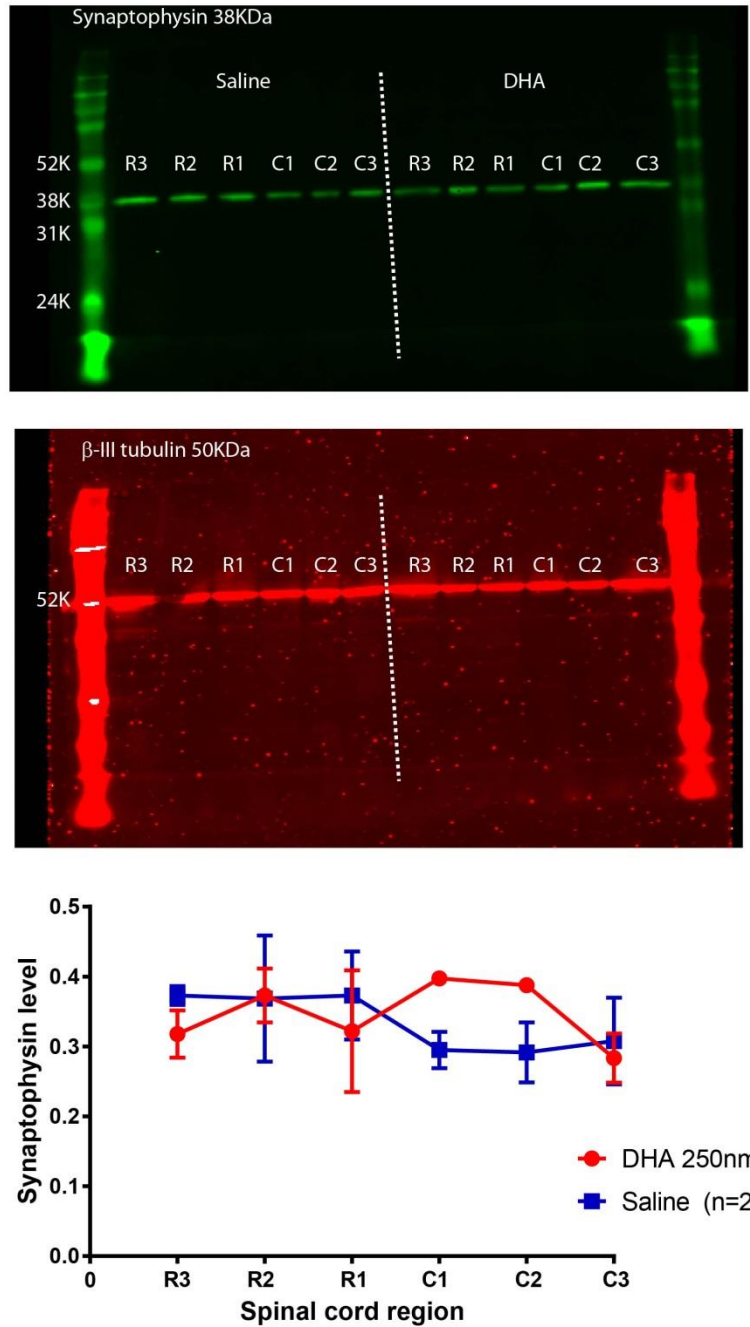 Synaptophysin 38KDa
Saline DHA
52K R3 R2 R1 C1 C2 C3 R3 R2 R1 C1 C2 C3
38K
31K
24K
β-III tubulin 50KDa
R3 R2 R1 C1 C2 C3 R3 R2 R1 C1 C2 C3
52K
0.5
0.4
0.3
0.2
0.1
0.0
Synaptophysin level
DHA 250nm
Saline (n=2
0 R3 R2 R1 C1 C2 C3
Spinal cord region